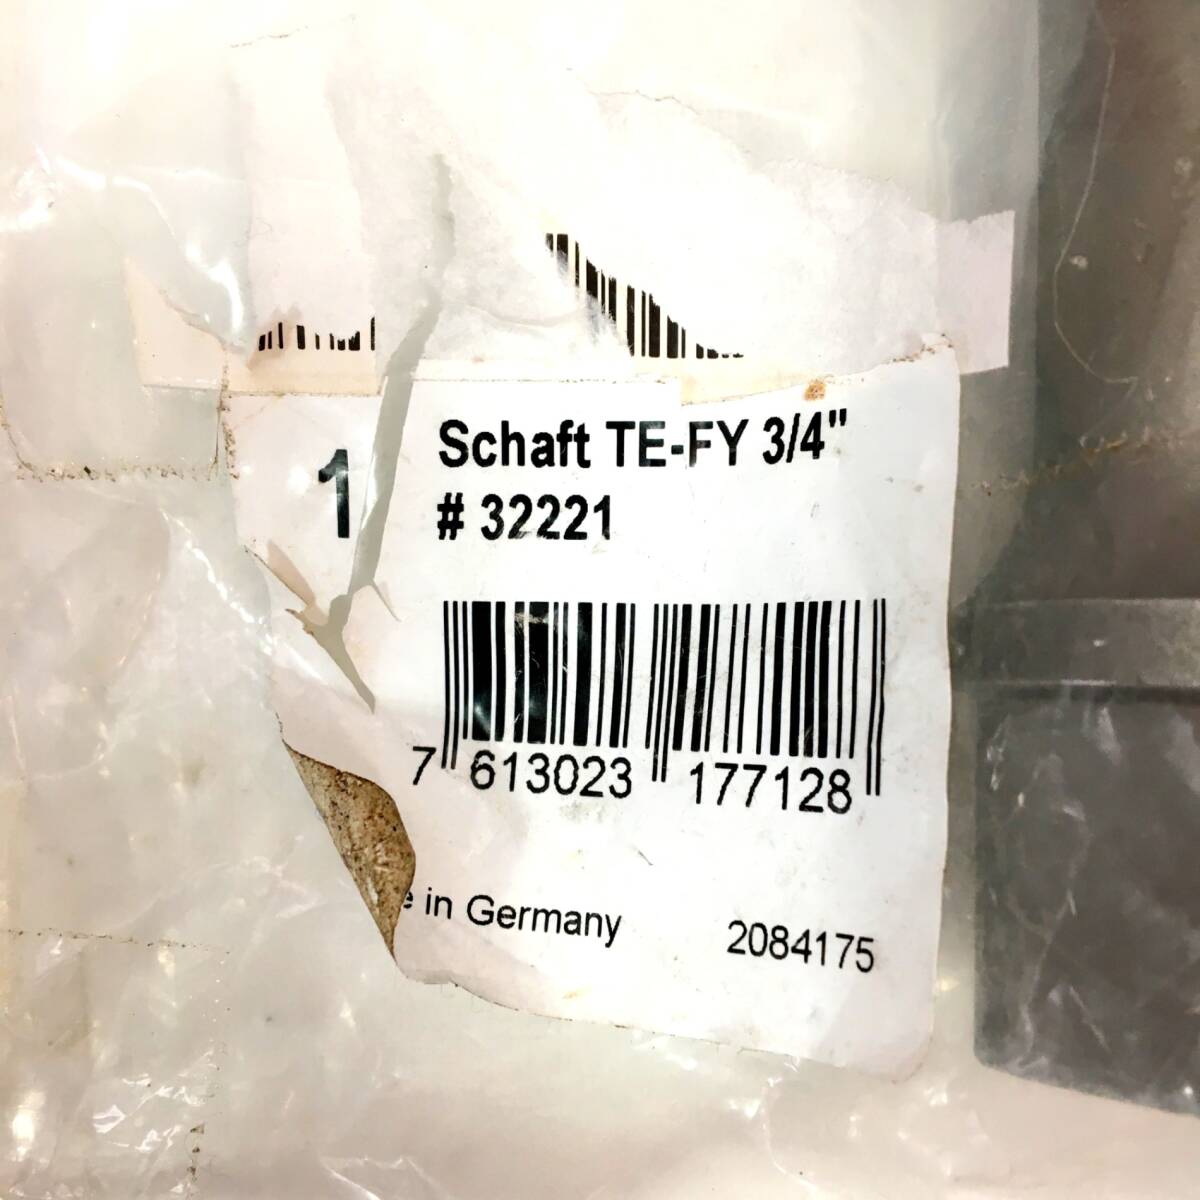 Schaft TE-FY 3/4"
1
# 32221
7 613023 177128
in Germany 2084175